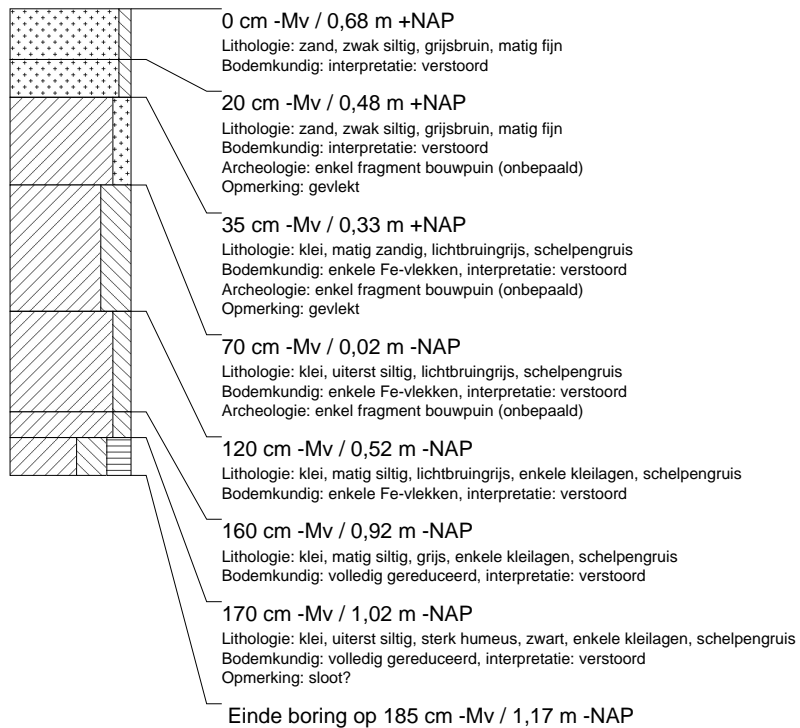 0 cm -Mv / 0,68 m +NAP
Lithologie: zand, zwak siltig, grijsbruin, matig fijn
Bodemkundig: interpretatie: verstoord
20 cm -Mv / 0,48 m +NAP
Lithologie: zand, zwak siltig, grijsbruin, matig fijn
Bodemkundig: interpretatie: verstoord
Archeologie: enkel fragment bouwpuin (onbepaald)
Opmerking: gevlekt
35 cm -Mv / 0,33 m +NAP
Lithologie: klei, matig zandig, lichtbruingrijs, schelpengruis
Bodemkundig: enkele Fe-vlekken, interpretatie: verstoord
Archeologie: enkel fragment bouwpuin (onbepaald)
Opmerking: gevlekt
70 cm -Mv / 0,02 m -NAP
Lithologie: klei, uiterst siltig, lichtbruingrijs, schelpengruis
Bodemkundig: enkele Fe-vlekken, interpretatie: verstoord
Archeologie: enkel fragment bouwpuin (onbepaald)
120 cm -Mv / 0,52 m -NAP
Lithologie: klei, matig siltig, lichtbruingrijs, enkele kleilagen, schelpengruis
Bodemkundig: enkele Fe-vlekken, interpretatie: verstoord
160 cm -Mv / 0,92 m -NAP
Lithologie: klei, matig siltig, grijs, enkele kleilagen, schelpengruis
Bodemkundig: volledig gereduceerd, interpretatie: verstoord
170 cm -Mv / 1,02 m -NAP
Lithologie: klei, uiterst siltig, sterk humeus, zwart, enkele kleilagen, schelpengruis
Bodemkundig: volledig gereduceerd, interpretatie: verstoord
Opmerking: sloot?
Einde boring op 185 cm -Mv / 1,17 m -NAP